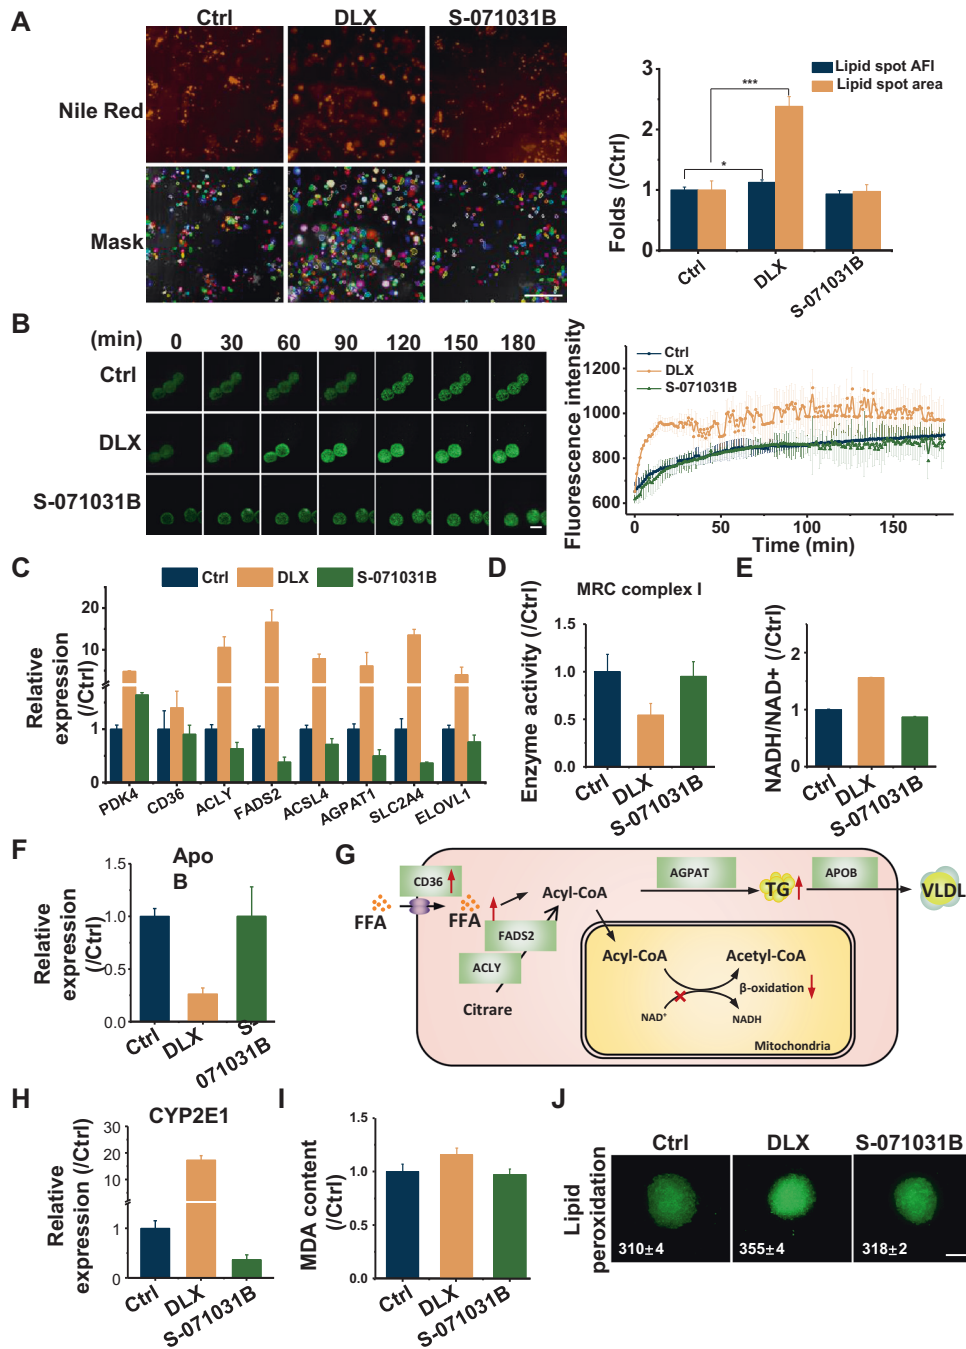 A
Ctrl
DLX
S-071031B
Nile Red
Mask
Folds (/Ctrl)
3
2
1
0
Lipid spot AFI
Lipid spot area
***
*
Ctrl
DLX
S-071031B
B
(min)
0
30
60
90
120
150
180
Ctrl
DLX
S-071031B
Fluorescence intensity
1200
1000
800
600
Ctrl
DLX
S-071031B
0
50
100
150
Time (min)
C
Ctrl
DLX
S-071031B
Relative
expression
(/Ctrl)
20
10
1
0
PDK4
CD36
ACLY
FADS2
ACSL4
AGPAT1
SLC2A4
ELOVL1
D
MRC complex I
Enzyme activity (/Ctrl)
1.5
1.0
0.5
0.0
Ctrl
DLX
S-071031B
E
NADH/NAD+ (/Ctrl)
2
1
0
Ctrl
DLX
S-071031B
F
Apo
B
Relative
expression
(/Ctrl)
1.5
1.0
0.5
0.0
Ctrl
DLX
S-
071031B
G
CD36
FFA
FFA
Acyl-CoA
FADS2
ACLY
Citrare
AGPAT
TG
APOB
VLDL
Acyl-CoA
Acetyl-CoA
β-oxidation
NAD⁺
NADH
Mitochondria
H
CYP2E1
Relative
expression (/Ctrl)
30
20
10
1
0
Ctrl
DLX
S-071031B
I
MDA content
(/Ctrl)
1.5
1.0
0.5
0.0
Ctrl
DLX
S-071031B
J
Ctrl
DLX
S-071031B
Lipid
peroxidation
310±4
355±4
318±2